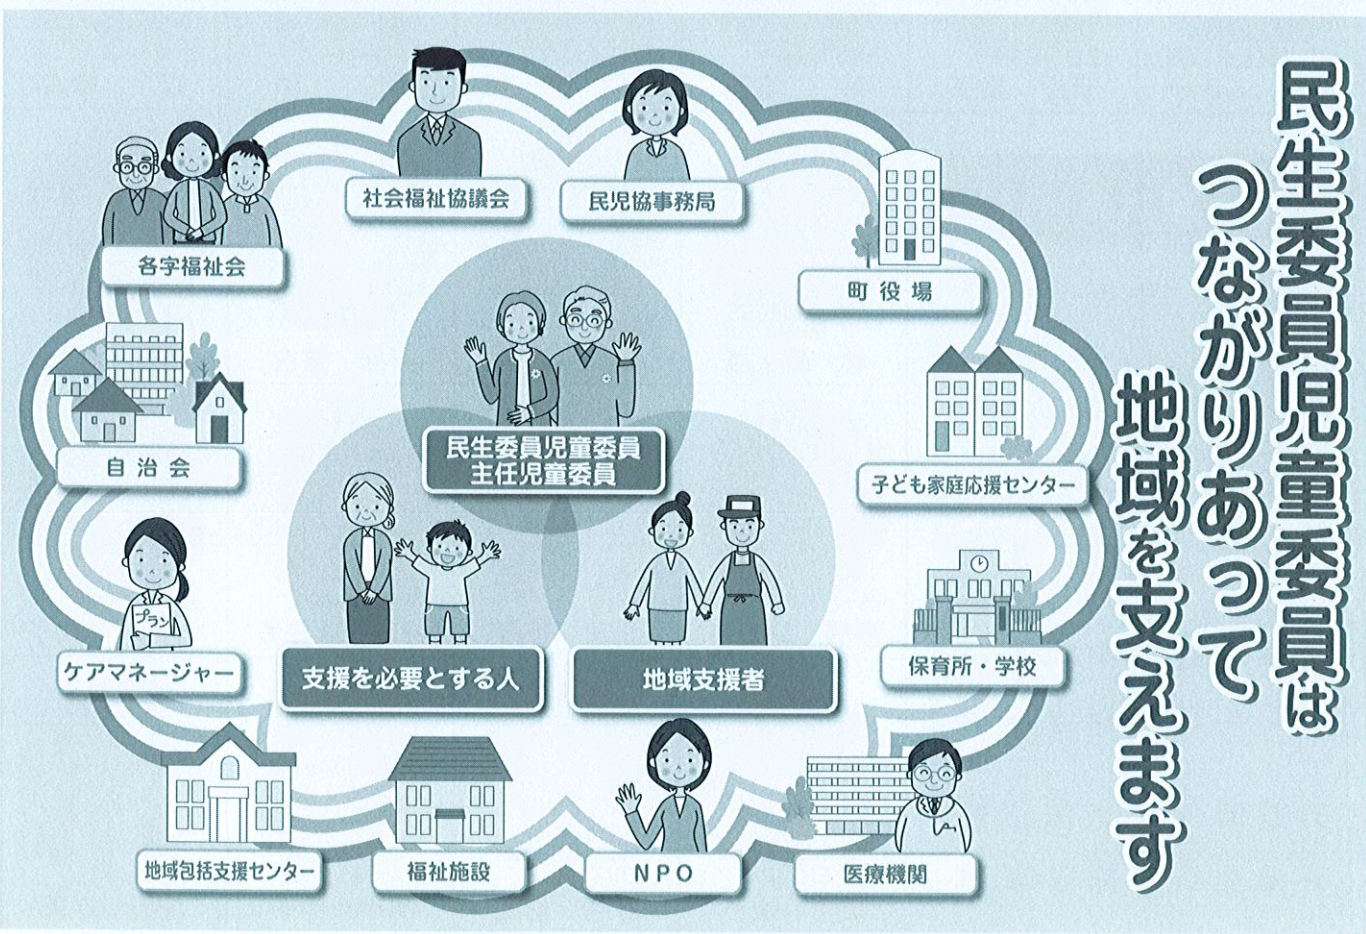 民生委員児童委員は
つながりあって
地域を支えます
社会福祉協議会
民児協事務局
各字福祉会
町役場
自治会
民生委員児童委員
主任児童委員
子ども家庭応援センター
プラン
ケアマネージャー
支援を必要とする人
地域支援者
保育所・学校
地域包括支援センター
福祉施設
NPO
医療機関